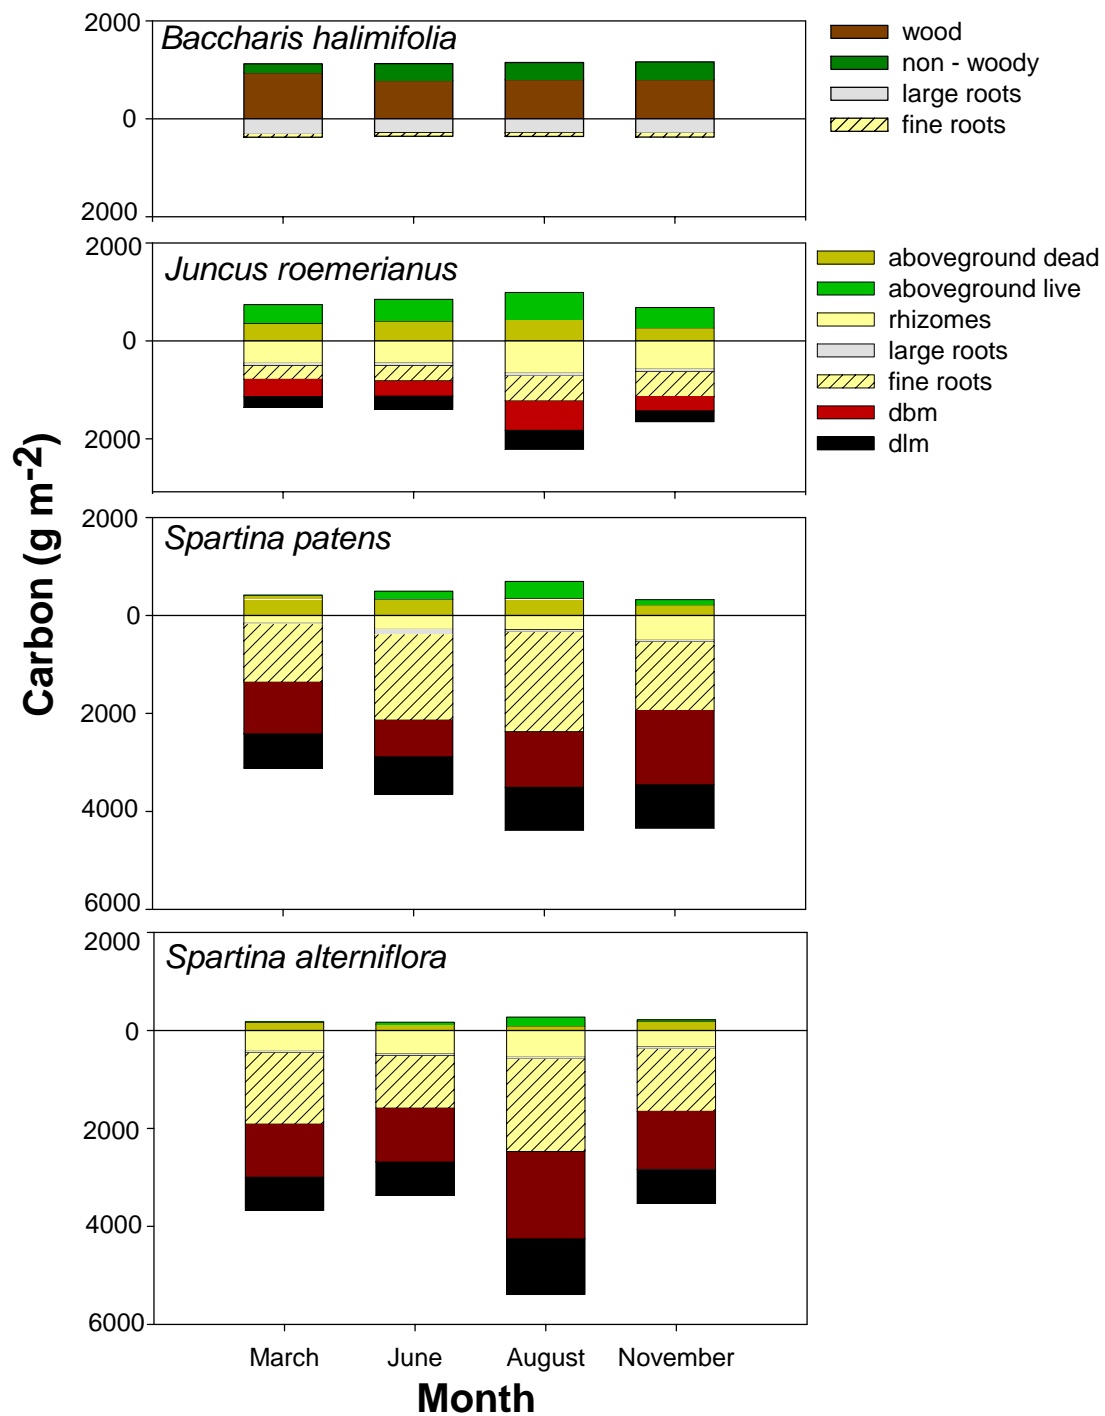 Carbon (g m-2)
2000
0
2000
Baccharis halimifolia
wood
non - woody
large roots
fine roots
2000
0
2000
Juncus roemerianus
aboveground dead
aboveground live
rhizomes
large roots
fine roots
dbm
dlm
2000
0
2000
4000
6000
Spartina patens
2000
0
2000
4000
6000
Spartina alterniflora
March June August November
Month